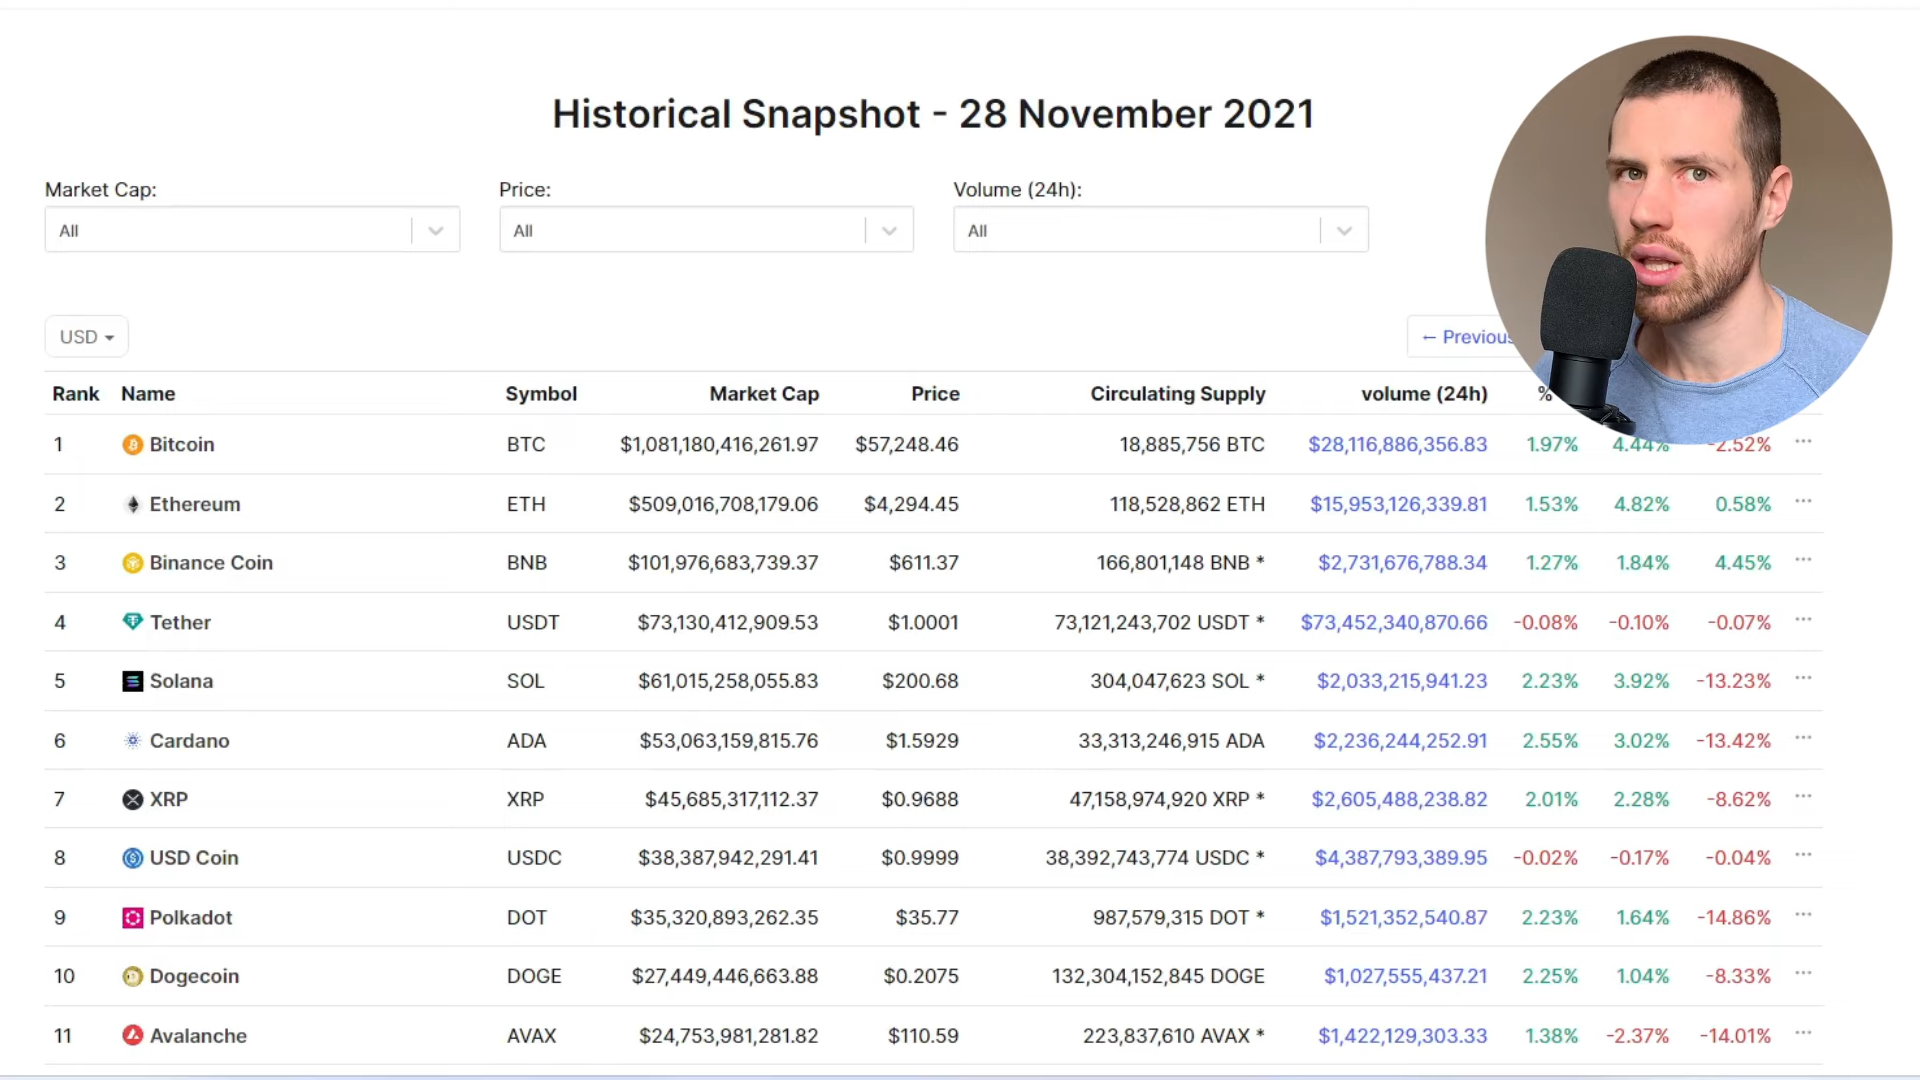 Historical Snapshot - 28 November 2021
Market Cap: Price: Volume (24h):
All All All
USD ← Previous
Rank Name Symbol Market Cap Price Circulating Supply volume (24h) %
1 Bitcoin BTC $1,081,180,416,261.97 $57,248.46 18,885,756 BTC $28,116,886,356.83 1.97% 4.44% -2.52% ...
2 Ethereum ETH $509,016,708,179.06 $4,294.45 118,528,862 ETH $15,953,126,339.81 1.53% 4.82% 0.58% ...
3 Binance Coin BNB $101,976,683,739.37 $611.37 166,801,148 BNB * $2,731,676,788.34 1.27% 1.84% 4.45% ...
4 Tether USDT $73,130,412,909.53 $1.0001 73,121,243,702 USDT * $73,452,340,870.66 -0.08% -0.10% -0.07% ...
5 Solana SOL $61,015,258,055.83 $200.68 304,047,623 SOL * $2,033,215,941.23 2.23% 3.92% -13.23% ...
6 Cardano ADA $53,063,159,815.76 $1.5929 33,313,246,915 ADA $2,236,244,252.91 2.55% 3.02% -13.42% ...
7 XRP XRP $45,685,317,112.37 $0.9688 47,158,974,920 XRP * $2,605,488,238.82 2.01% 2.28% -8.62% ...
8 USD Coin USDC $38,387,942,291.41 $0.9999 38,392,743,774 USDC * $4,387,793,389.95 -0.02% -0.17% -0.04% ...
9 Polkadot DOT $35,320,893,262.35 $35.77 987,579,315 DOT * $1,521,352,540.87 2.23% 1.64% -14.86% ...
10 Dogecoin DOGE $27,449,446,663.88 $0.2075 132,304,152,845 DOGE $1,027,555,437.21 2.25% 1.04% -8.33% ...
11 Avalanche AVAX $24,753,981,281.82 $110.59 223,837,610 AVAX * $1,422,129,303.33 1.38% -2.37% -14.01% ...